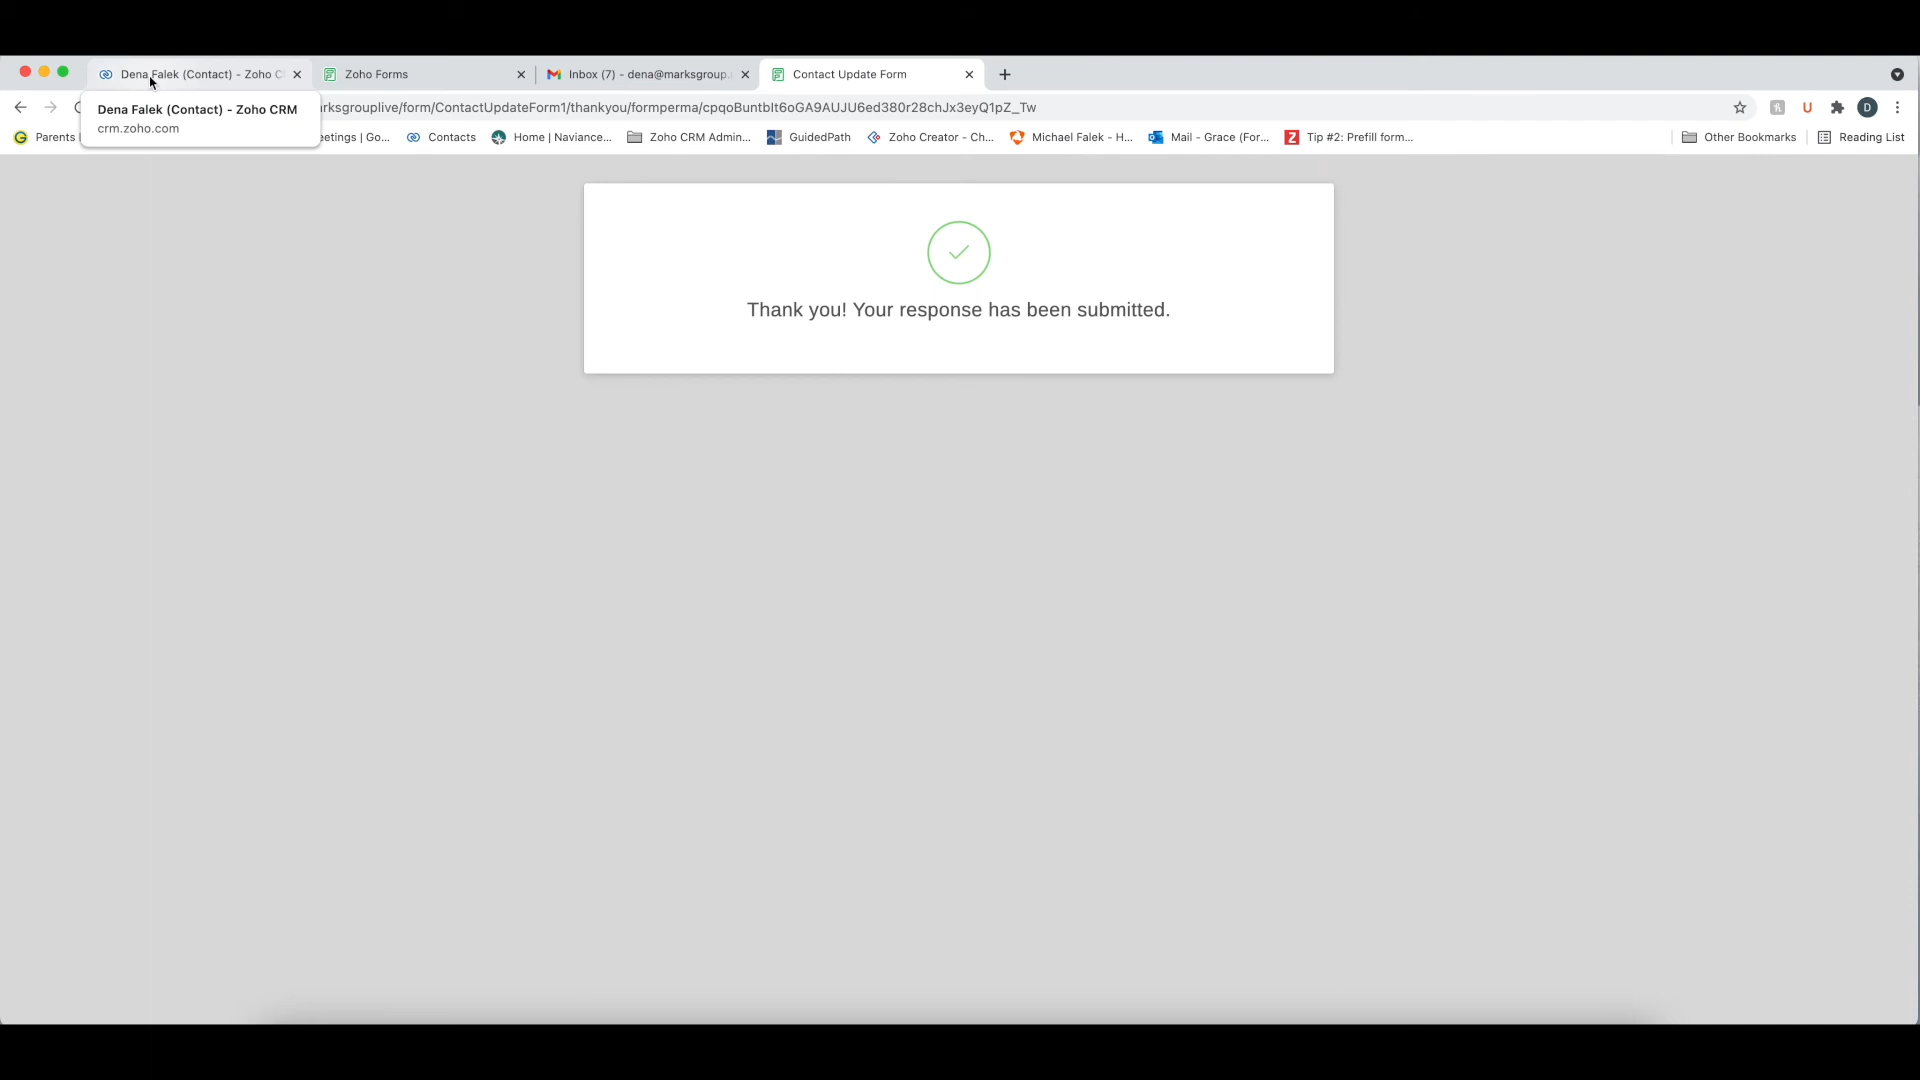 Dena Falek (Contact) - Zoho C
Zoho Forms
Inbox (7) - dena@marksgroup.
Contact Update Form
arksgrouplive/form/ContactUpdateForm1/thankyou/formperma/cpqoBuntbIt6oGA9AUJU6ed380r28chJx3eyQ1pZ_Tw
U
D
Dena Falek (Contact) - Zoho CRM
crm.zoho.com
Parents
eetings | Go...
Contacts
Home | Naviance...
Zoho CRM Admin...
GuidedPath
Zoho Creator - Ch...
Michael Falek - H...
Mail - Grace (For...
Tip #2: Prefill form...
Other Bookmarks
Reading List
Thank you! Your response has been submitted.